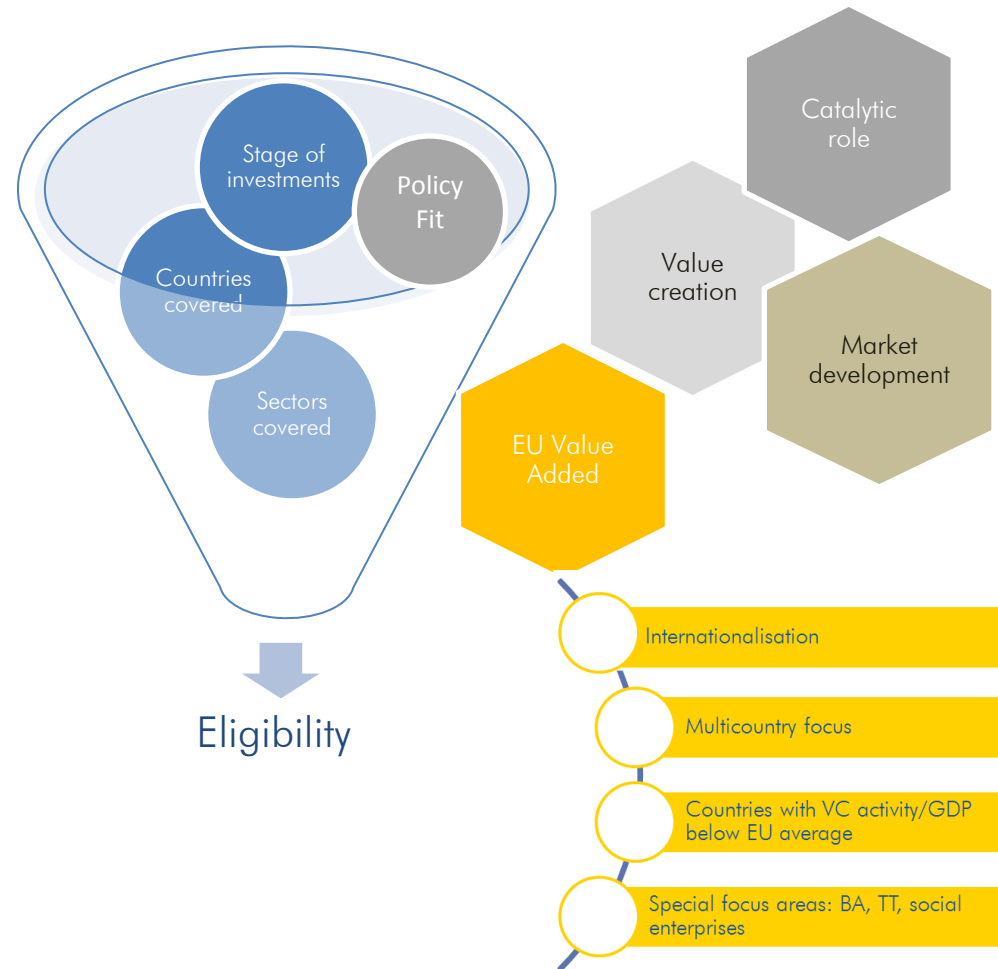 Stage of
investments
Policy
Fit
Countries
covered
Sectors
covered
Eligibility
Catalytic
role
Value
creation
Market
development
EU Value
Added
Internationalisation
Multicountry focus
Countries with VC activity/GDP
below EU average
Special focus areas: BA, TT, social
enterprises